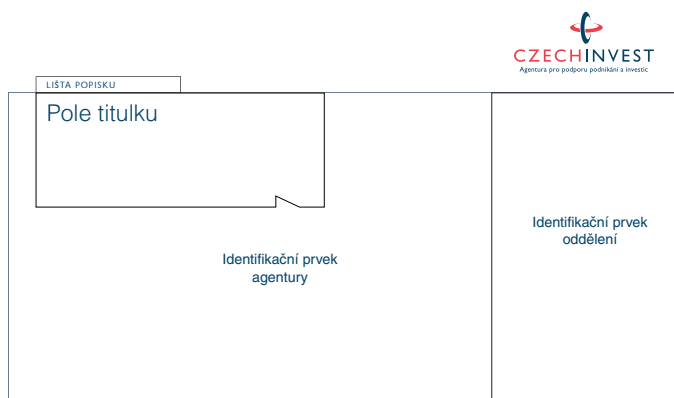 CZECHINVEST
Agentura pro podporu podnikání a investic
LIŠTA POPISKU
Pole titulku
Identifikační prvek
oddělení
Identifikační prvek
agentury